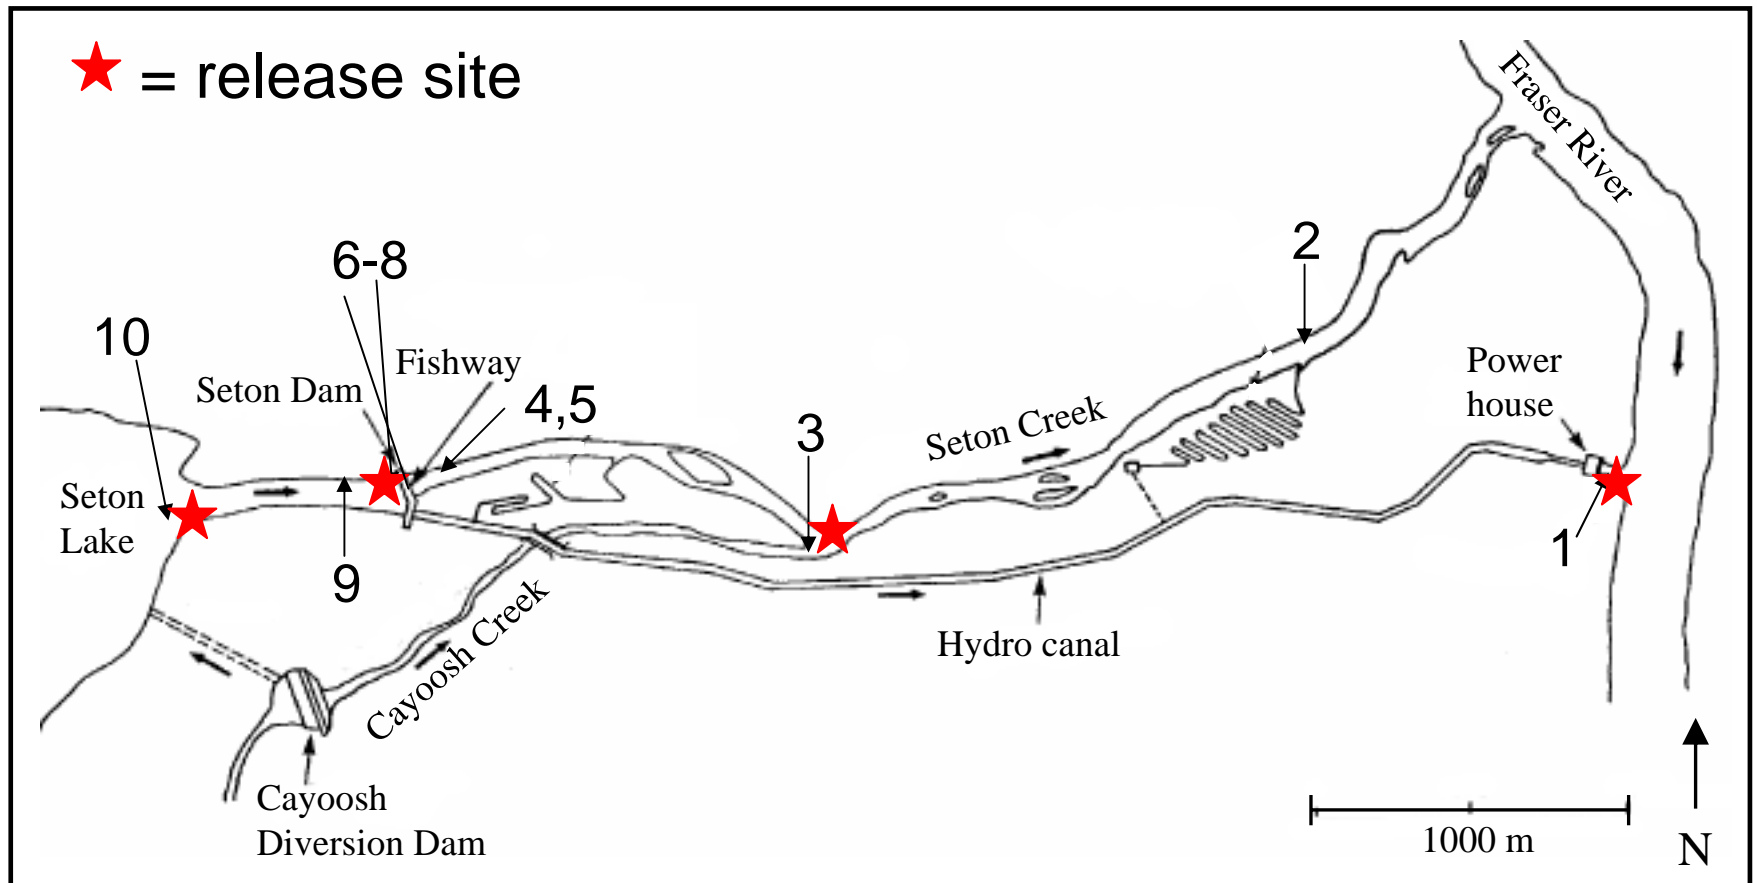 = release site
Fraser River
6-8
2
10
Fishway
Seton Dam
4,5
3
Seton Creek
Power
house
Seton
Lake
9
1
Cayoosh Creek
Hydro canal
Cayoosh
Diversion Dam
1000 m
N